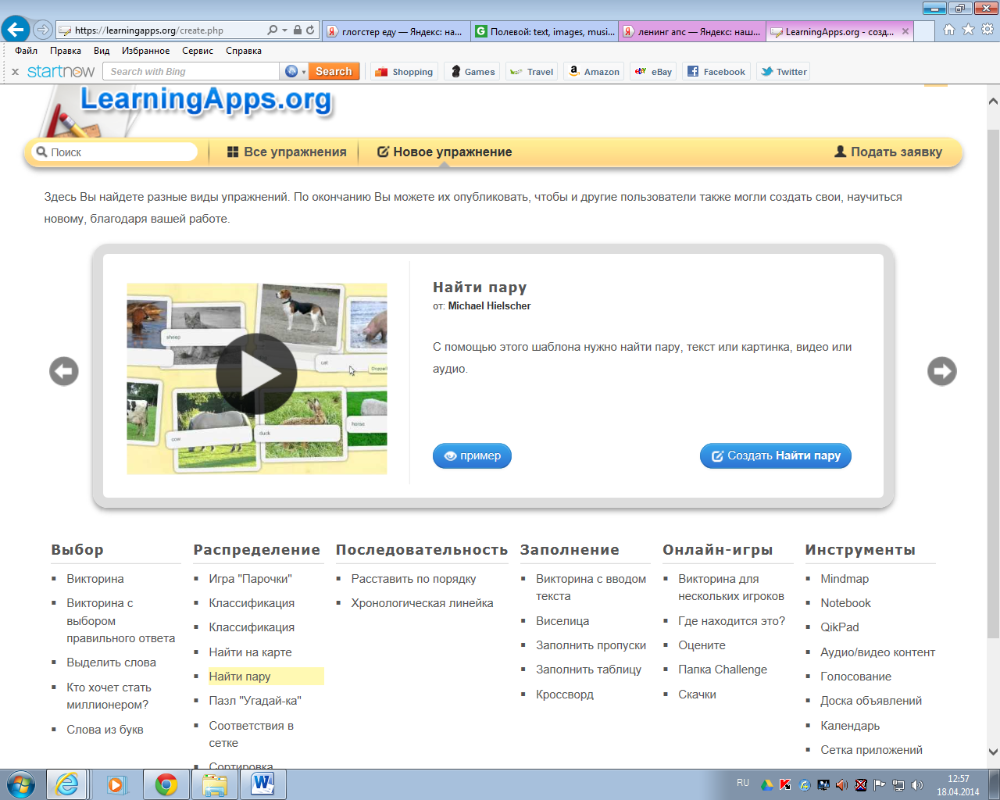 https://learningapps.org/create.php
глогстер еду — Яндекс: на...
Полевой: text, images, musi...
ленинг апс — Яндекс: наш...
LearningApps.org - созд...
Файл Правка Вид Избранное Сервис Справка
startnow Search with Bing Search Shopping Games Travel Amazon eBay Facebook Twitter
LearningApps.org
Поиск Все упражнения Новое упражнение Подать заявку
Здесь Вы найдете разные виды упражнений. По окончанию Вы можете их опубликовать, чтобы и другие пользователи также могли создать свои, научиться
новому, благодаря вашей работе.
sheep
cat
cow
duck
horse
Найти пару
от: Michael Hielscher
С помощью этого шаблона нужно найти пару, текст или картинка, видео или
аудио.
пример
Создать Найти пару
Выбор
Викторина
Викторина с
выбором
правильного ответа
Выделить слова
Кто хочет стать
миллионером?
Слова из букв
Распределение
Игра "Парочки"
Классификация
Классификация
Найти на карте
Найти пару
Пазл "Угадай-ка"
Соответствия в
сетке
Сортировка
Последовательность
Расставить по порядку
Хронологическая линейка
Заполнение
Викторина с вводом
текста
Виселица
Заполнить пропуски
Заполнить таблицу
Кроссворд
Онлайн-игры
Викторина для
нескольких игроков
Где находится это?
Оцените
Папка Challenge
Скачки
Инструменты
Mindmap
Notebook
QikPad
Аудио/видео контент
Голосование
Доска объявлений
Календарь
Сетка приложений
RU
12:57
18.04.2014